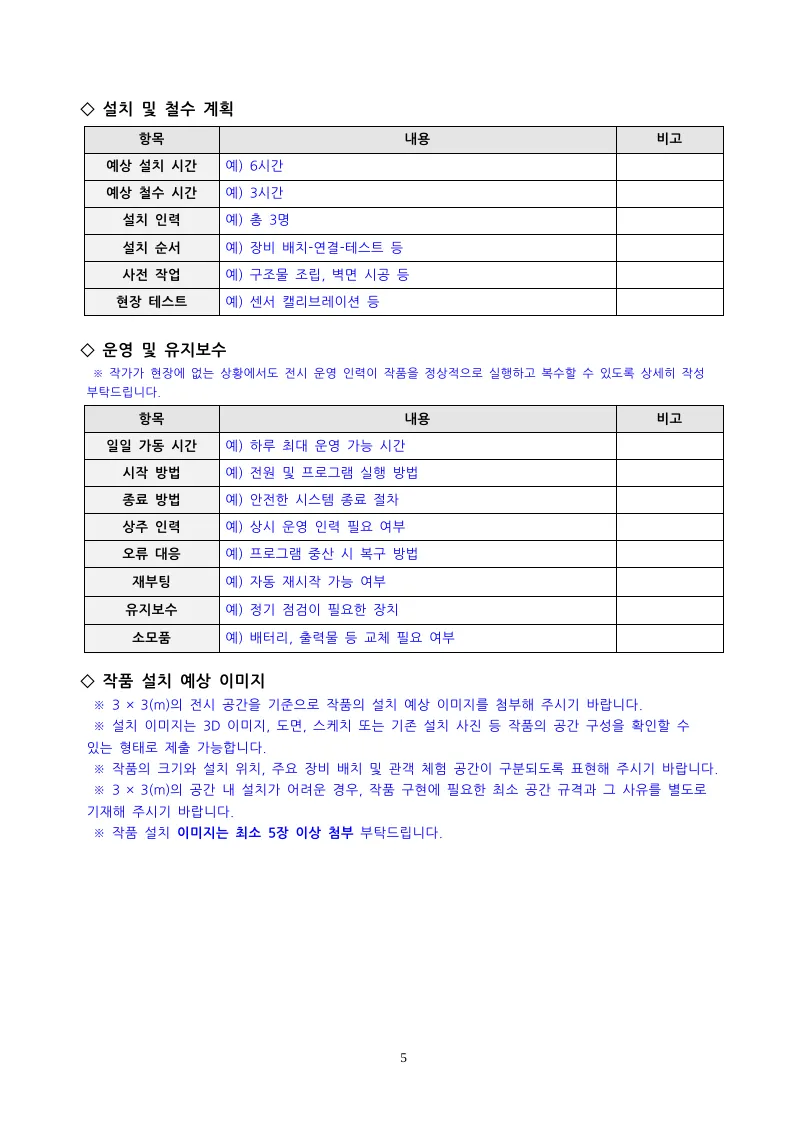 ◇ 설치 및 철수 계획
항목 내용 비고
예상 설치 시간 예) 6시간
예상 철수 시간 예) 3시간
설치 인력 예) 총 3명
설치 순서 예) 장비 배치-연결-테스트 등
사전 작업 예) 구조물 조립, 벽면 시공 등
현장 테스트 예) 센서 캘리브레이션 등
◇ 운영 및 유지보수
※ 작가가 현장에 없는 상황에서도 전시 운영 인력이 작품을 정상적으로 실행하고 복수할 수 있도록 상세히 작성
부탁드립니다.
항목 내용 비고
일일 가동 시간 예) 하루 최대 운영 가능 시간
시작 방법 예) 전원 및 프로그램 실행 방법
종료 방법 예) 안전한 시스템 종료 절차
상주 인력 예) 상시 운영 인력 필요 여부
오류 대응 예) 프로그램 중산 시 복구 방법
재부팅 예) 자동 재시작 가능 여부
유지보수 예) 정기 점검이 필요한 장치
소모품 예) 배터리, 출력물 등 교체 필요 여부
◇ 작품 설치 예상 이미지
※ 3 × 3(m)의 전시 공간을 기준으로 작품의 설치 예상 이미지를 첨부해 주시기 바랍니다.
※ 설치 이미지는 3D 이미지, 도면, 스케치 또는 기존 설치 사진 등 작품의 공간 구성을 확인할 수
있는 형태로 제출 가능합니다.
※ 작품의 크기와 설치 위치, 주요 장비 배치 및 관객 체험 공간이 구분되도록 표현해 주시기 바랍니다.
※ 3 × 3(m)의 공간 내 설치가 어려운 경우, 작품 구현에 필요한 최소 공간 규격과 그 사유를 별도로
기재해 주시기 바랍니다.
※ 작품 설치 이미지는 최소 5장 이상 첨부 부탁드립니다.
5